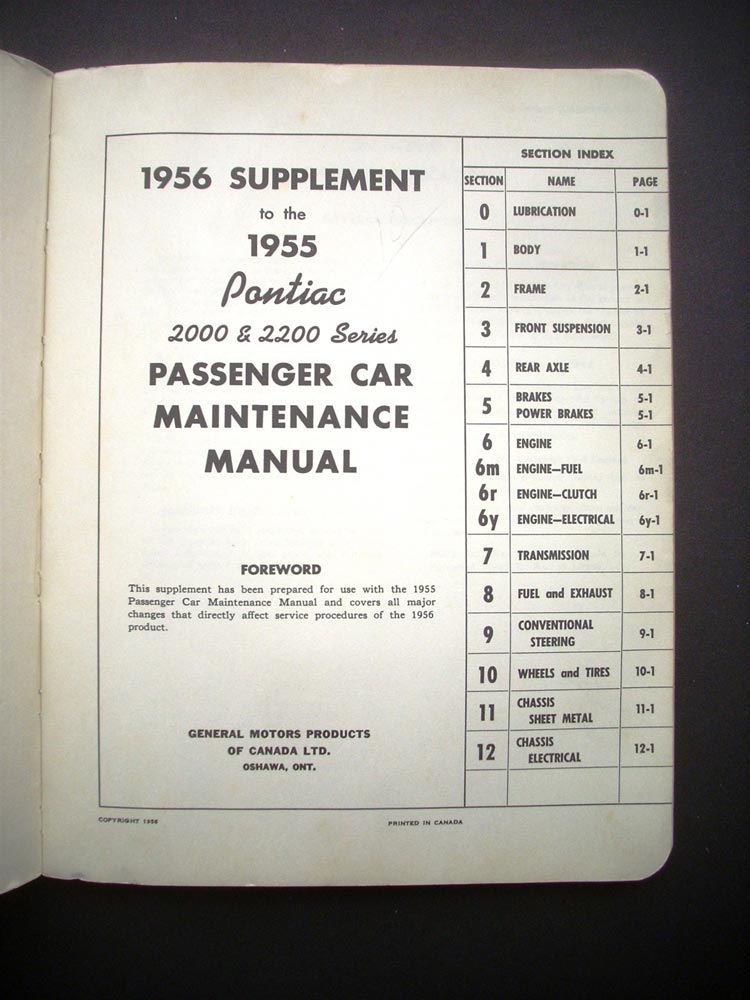 1956 SUPPLEMENT
to the
1955
Pontiac
2000 & 2200 Series
PASSENGER CAR
MAINTENANCE
MANUAL
FOREWORD
This supplement has been prepared for use with the 1955
Passenger Car Maintenance Manual and covers all major
changes that directly affect service procedures of the 1956
product.
GENERAL MOTORS PRODUCTS
OF CANADA LTD.
OSHAWA, ONT.
SECTION INDEX
SECTION NAME PAGE
0 LUBRICATION 0-1
1 BODY 1-1
2 FRAME 2-1
3 FRONT SUSPENSION 3-1
4 REAR AXLE 4-1
5 BRAKES 5-1
POWER BRAKES 5-1
6 ENGINE 6-1
6m ENGINE—FUEL 6m-1
6r ENGINE—CLUTCH 6r-1
6y ENGINE—ELECTRICAL 6y-1
7 TRANSMISSION 7-1
8 FUEL and EXHAUST 8-1
9 CONVENTIONAL
STEERING 9-1
10 WHEELS and TIRES 10-1
11 CHASSIS
SHEET METAL 11-1
12 CHASSIS
ELECTRICAL 12-1
COPYRIGHT 1956
PRINTED IN CANADA